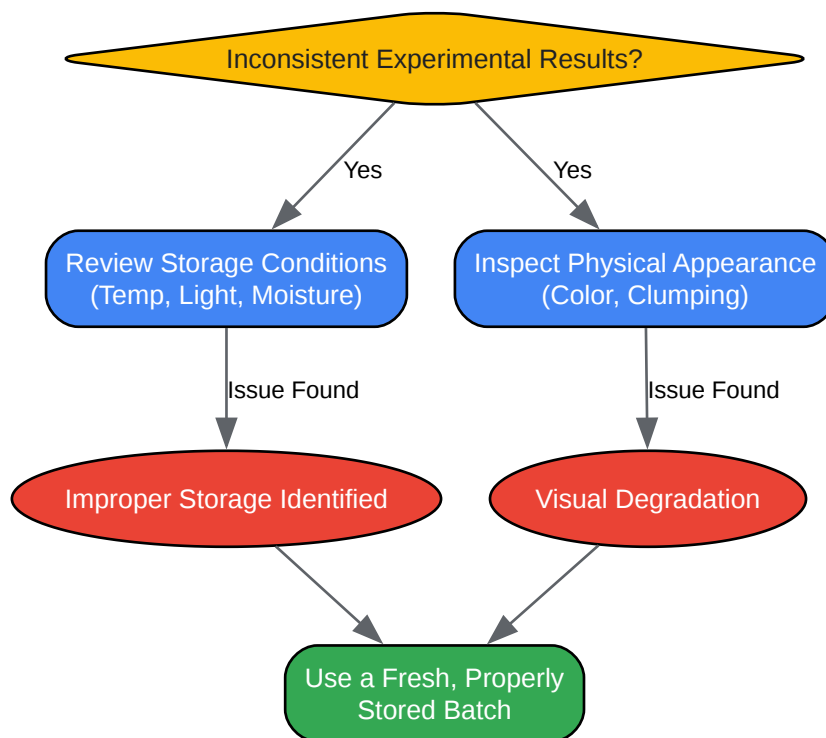 Inconsistent Experimental Results?
Yes
Yes
Review Storage Conditions
(Temp, Light, Moisture)
Inspect Physical Appearance
(Color, Clumping)
Issue Found
Issue Found
Improper Storage Identified
Visual Degradation
Use a Fresh, Properly
Stored Batch